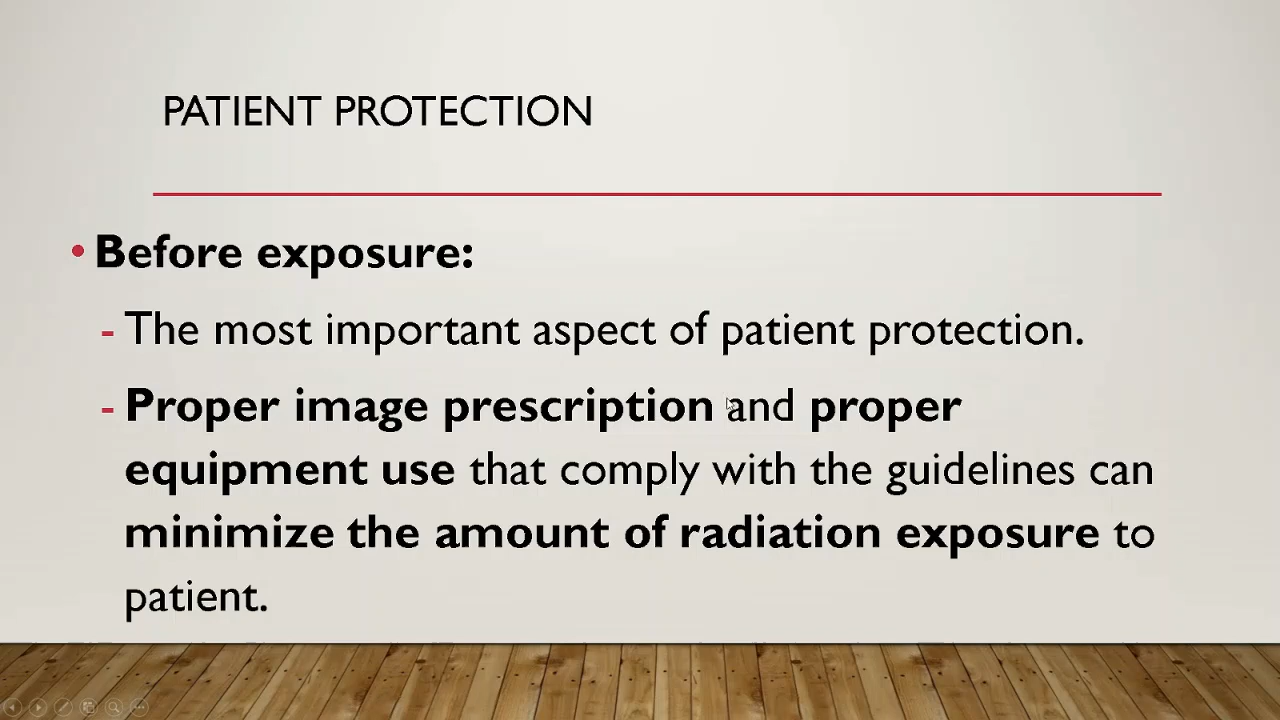 PATIENT PROTECTION
• Before exposure:
- The most important aspect of patient protection.
- Proper image prescription and proper
equipment use that comply with the guidelines can
minimize the amount of radiation exposure to
patient.